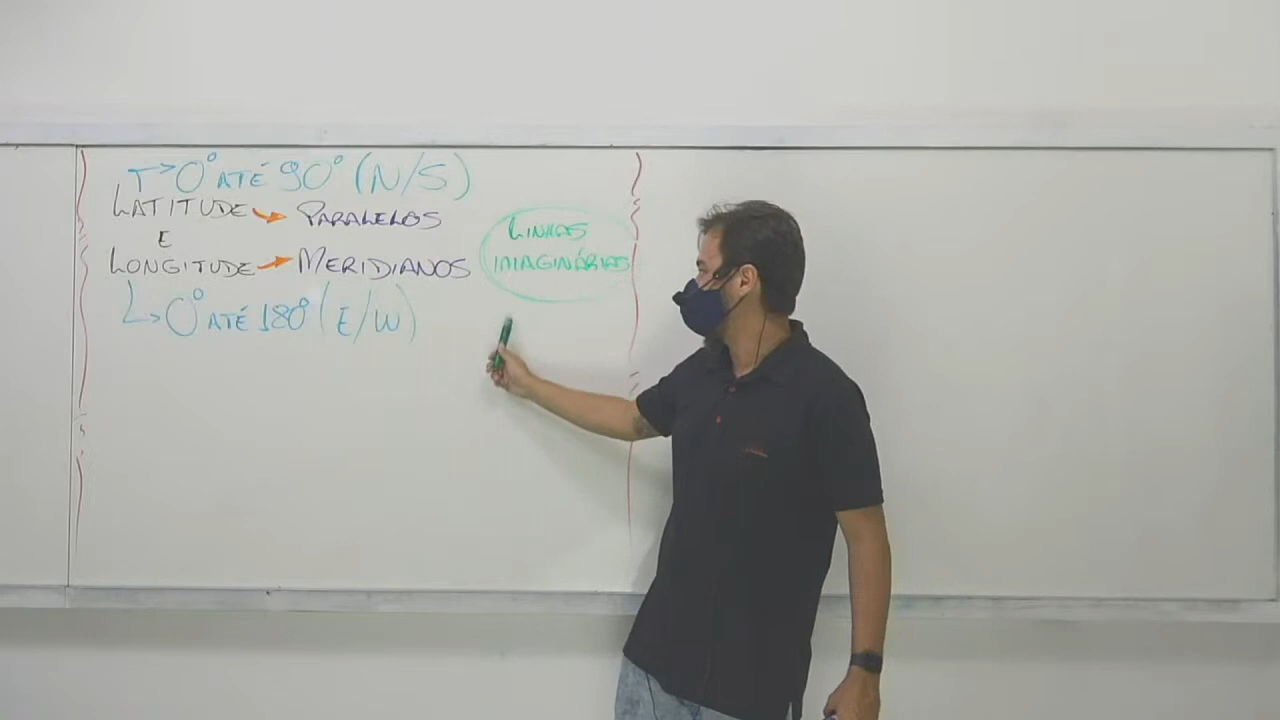 0° ATÉ 90° (N/S)
LATITUDE → PARALELOS
E
LONGITUDE → MERIDIANOS
0° ATÉ 180° (E/W)
LINHAS
IMAGINÁRIAS